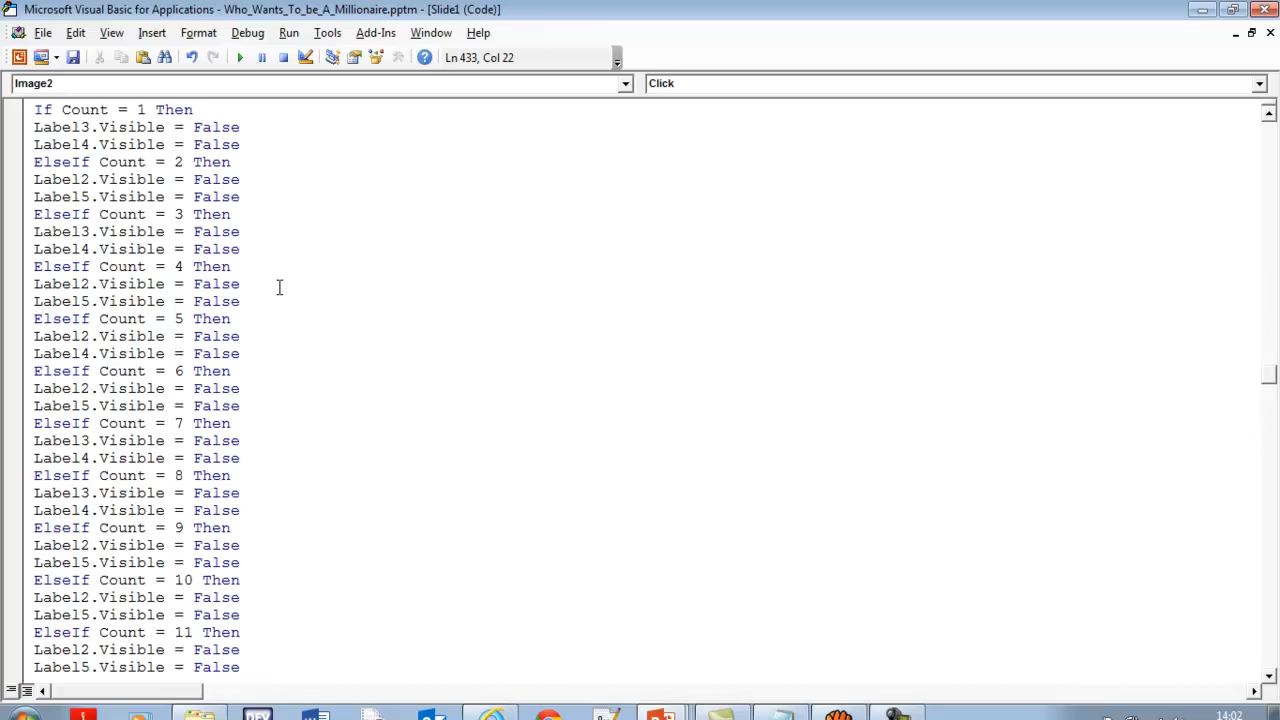 Microsoft Visual Basic for Applications - Who_Wants_To_be_A_Millionaire.pptm - [Slide1 (Code)]
File Edit View Insert Format Debug Run Tools Add-Ins Window Help
Ln 433, Col 22
Image2 Click
If Count = 1 Then
Label3.Visible = False
Label4.Visible = False
ElseIf Count = 2 Then
Label2.Visible = False
Label5.Visible = False
ElseIf Count = 3 Then
Label3.Visible = False
Label4.Visible = False
ElseIf Count = 4 Then
Label2.Visible = False
Label5.Visible = False
ElseIf Count = 5 Then
Label2.Visible = False
Label4.Visible = False
ElseIf Count = 6 Then
Label2.Visible = False
Label5.Visible = False
ElseIf Count = 7 Then
Label3.Visible = False
Label4.Visible = False
ElseIf Count = 8 Then
Label3.Visible = False
Label4.Visible = False
ElseIf Count = 9 Then
Label2.Visible = False
Label5.Visible = False
ElseIf Count = 10 Then
Label2.Visible = False
Label5.Visible = False
ElseIf Count = 11 Then
Label2.Visible = False
Label5.Visible = False
DEV
14:02